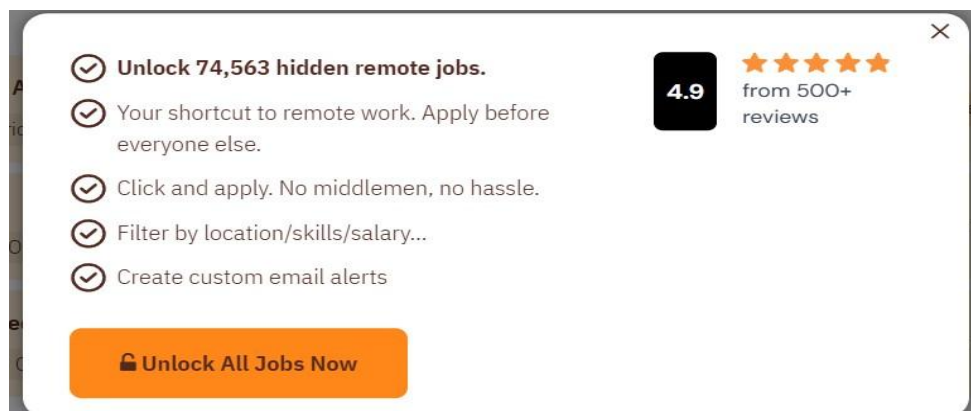 Unlock 74,563 hidden remote jobs.
Your shortcut to remote work. Apply before
everyone else.
Click and apply. No middlemen, no hassle.
Filter by location/skills/salary...
Create custom email alerts
Unlock All Jobs Now
4.9
from 500+
reviews